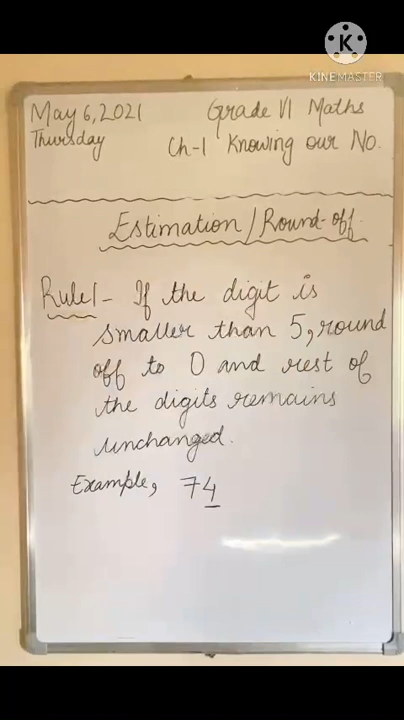 K
KINEMASTER
May 6, 2021 Grade VI Maths
Thursday Ch-1 Knowing our No.
Estimation/Round-off.
Rule1- If the digit is
smaller than 5, round
off to 0 and rest of
the digits remains
unchanged.
Example, 74